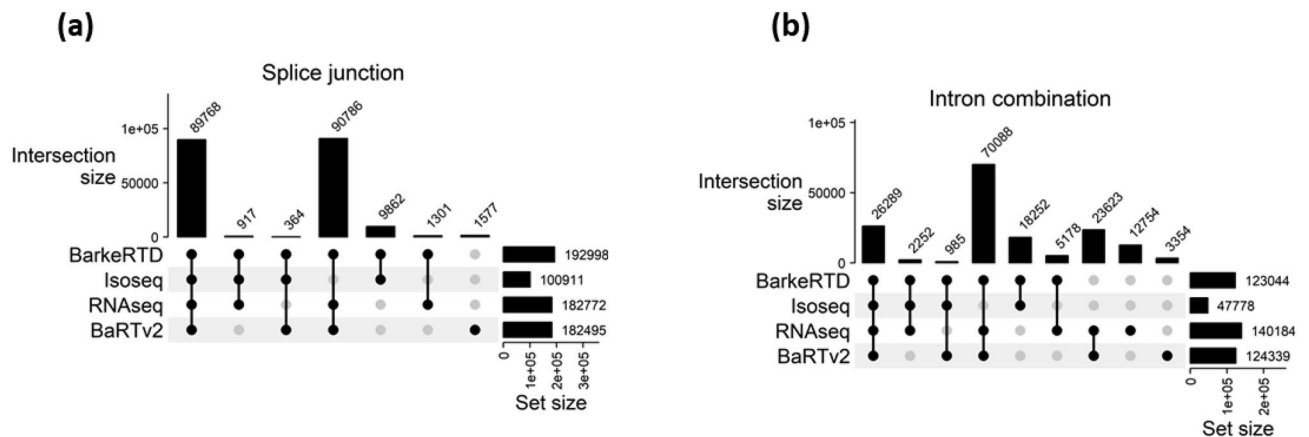 (a)
Splice junction
1e+05
50000
0
Intersection
size
89768
917
364
90786
9862
1301
1577
BarkeRTD
Isoseq
RNAseq
BaRTv2
192998
100911
182772
182495
0
1e+05
2e+05
3e+05
Set size
(b)
Intron combination
1e+05
50000
0
Intersection
size
26289
2252
985
70088
18252
5178
23623
12754
3354
BarkeRTD
Isoseq
RNAseq
BaRTv2
123044
47778
140184
124339
0
1e+05
2e+05
Set size